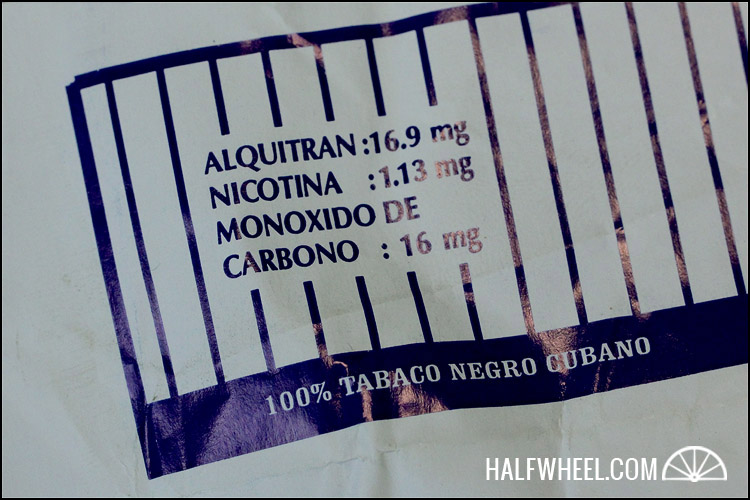 ALQUITRAN :16.9 mg
NICOTINA :1.13 mg
MONOXIDO DE
CARBONO : 16 mg
100% TABACO NEGRO CUBANO
HALFWHEEL.COM